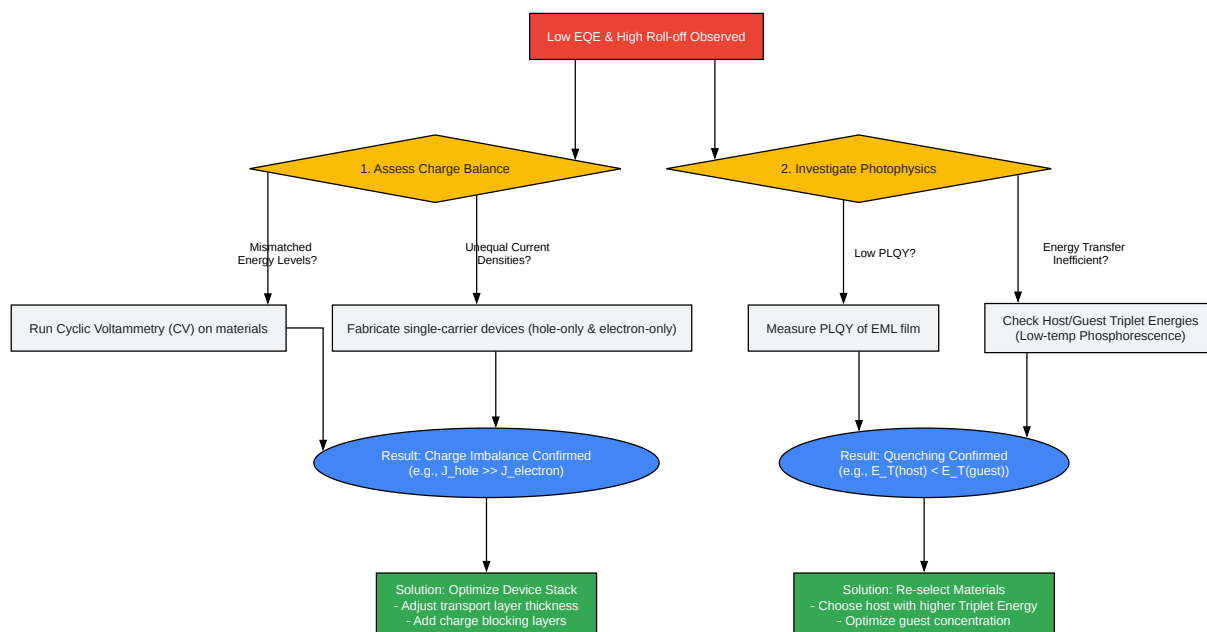 Low EQE & High Roll-off Observed
1. Assess Charge Balance
2. Investigate Photophysics
Mismatched
Energy Levels?
Unequal Current
Densities?
Low PLQY?
Energy Transfer
Inefficient?
Run Cyclic Voltammetry (CV) on materials
Fabricate single-carrier devices (hole-only & electron-only)
Measure PLQY of EML film
Check Host/Guest Triplet Energies
(Low-temp Phosphorescence)
Result: Charge Imbalance Confirmed
(e.g., J_hole >> J_electron)
Result: Quenching Confirmed
(e.g., E_T(host) < E_T(guest))
Solution: Optimize Device Stack
- Adjust transport layer thickness
- Add charge blocking layers
Solution: Re-select Materials
- Choose host with higher Triplet Energy
- Optimize guest concentration